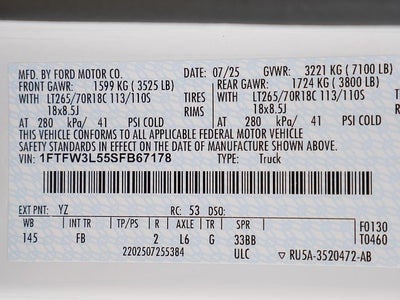 MFD. BY FORD MOTOR CO. DATE: 07/25 GVWR: 3221 KG ( 7100 LB)
FRONT GAWR: 1599 KG ( 3525 LB) REAR GAWR: 1724 KG ( 3800 LB)
WITH LT265/70R18C 113/110S TIRES WITH LT265/70R18C 113/110S
18x8.5J RIMS 18x8.5J
AT 280 kPa/ 41 PSI COLD AT 280 kPa/ 41 PSI COLD
THIS VEHICLE CONFORMS TO ALL APPLICABLE FEDERAL MOTOR VEHICLE
SAFETY STANDARDS IN EFFECT ON THE DATE OF MANUFACTURE SHOWN ABOVE.
VIN: 1FTFW3L55SFB67178 TYPE: Truck
EXT PNT: YZ RC: 53 DSO:
WB INT TR TP/PS R AXLE TR SPR F0130
145 FB 2 L6 G 33BB T0460
2202507255384 ULC RU5A-3520472-AB